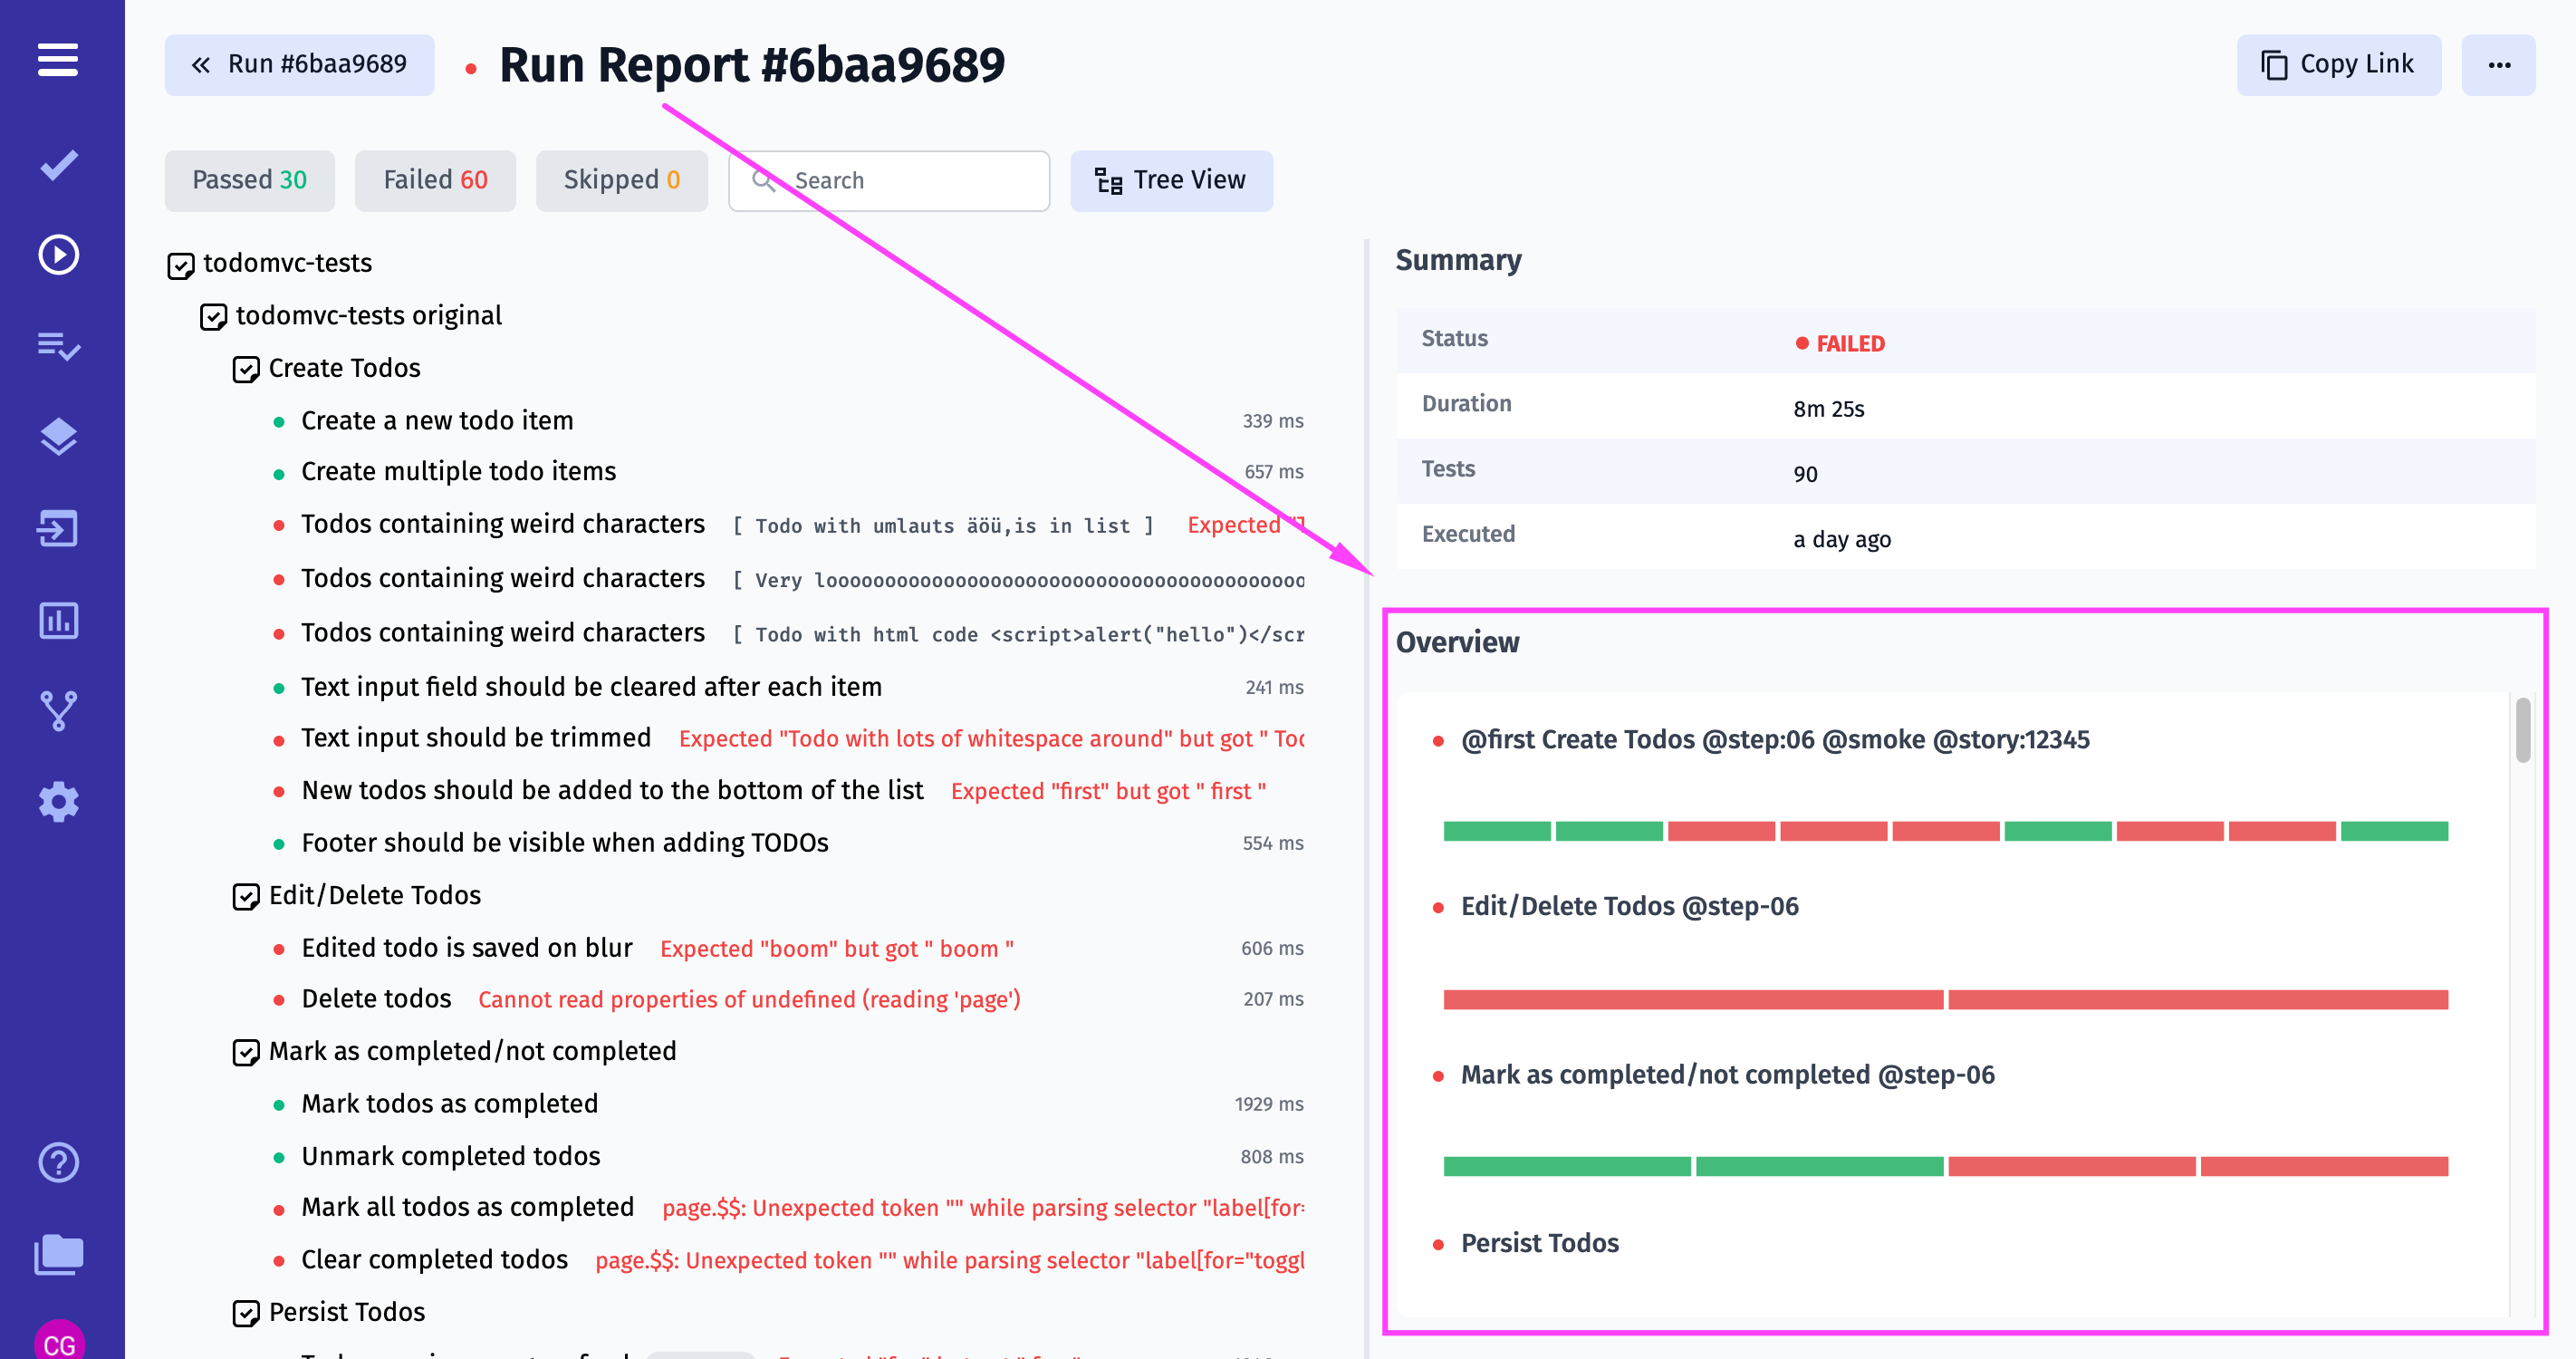 Run #6baa9689
Run Report #6baa9689
Copy Link
Passed 30
Failed 60
Skipped 0
Search
Tree View
todomvc-tests
todomvc-tests original
Create Todos
Create a new todo item 339 ms
Create multiple todo items 657 ms
Todos containing weird characters [ Todo with umlauts äöü,is in list ] Expected
Todos containing weird characters [ Very looooooooooooooooooooooooooooooooooooooooo
Todos containing weird characters [ Todo with html code <script>alert("hello")</scr
Text input field should be cleared after each item 241 ms
Text input should be trimmed Expected "Todo with lots of whitespace around" but got " Tod
New todos should be added to the bottom of the list Expected "first" but got " first "
Footer should be visible when adding TODOs 554 ms
Edit/Delete Todos
Edited todo is saved on blur Expected "boom" but got " boom " 606 ms
Delete todos Cannot read properties of undefined (reading 'page') 207 ms
Mark as completed/not completed
Mark todos as completed 1929 ms
Unmark completed todos 808 ms
Mark all todos as completed page.$$: Unexpected token "" while parsing selector "label[for=
Clear completed todos page.$$: Unexpected token "" while parsing selector "label[for="toggl
Persist Todos
CG
Summary
Status FAILED
Duration 8m 25s
Tests 90
Executed a day ago
Overview
@first Create Todos @step:06 @smoke @story:12345
Edit/Delete Todos @step-06
Mark as completed/not completed @step-06
Persist Todos